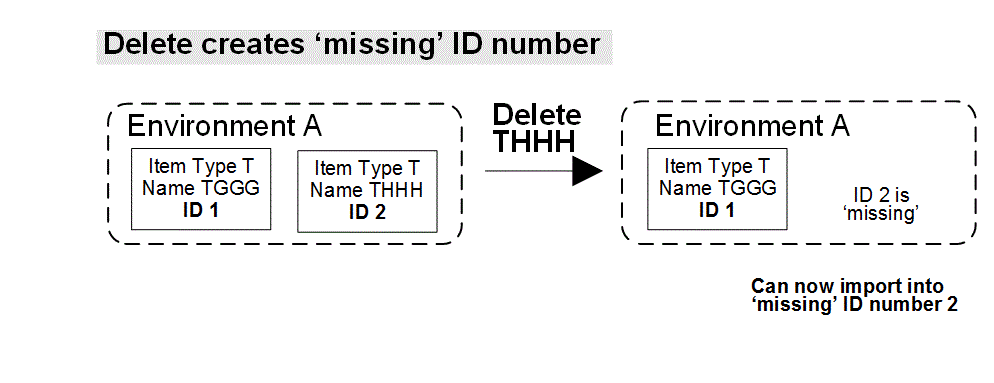 Delete creates ‘missing’ ID number
Environment A
Item Type T
Name TGGG
ID 1
Item Type T
Name THHH
ID 2
Delete
THHH
Environment A
Item Type T
Name TGGG
ID 1
ID 2 is
‘missing’
Can now import into
‘missing’ ID number 2